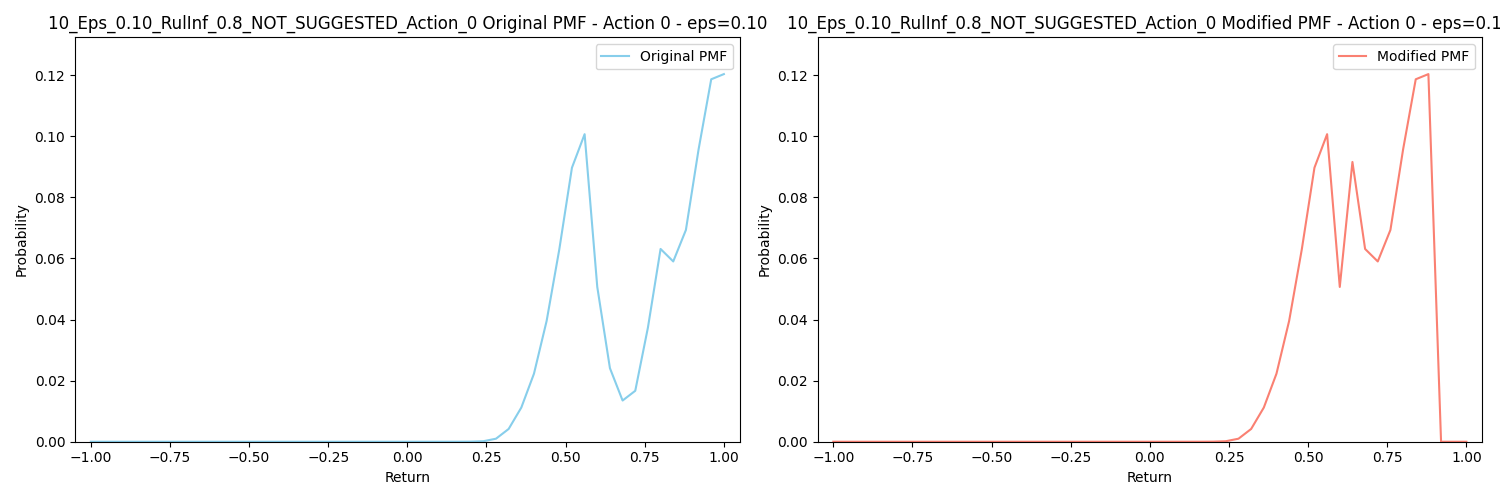 10_Eps_0.10_RulInf_0.8_NOT_SUGGESTED_Action_0 Original PMF - Action 0 - eps=0.10
Original PMF
0.12
0.10
0.08
0.06
0.04
0.02
0.00
Probability
−1.00 −0.75 −0.50 −0.25 0.00 0.25 0.50 0.75 1.00
Return
10_Eps_0.10_RulInf_0.8_NOT_SUGGESTED_Action_0 Modified PMF - Action 0 - eps=0.1
Modified PMF
0.12
0.10
0.08
0.06
0.04
0.02
0.00
Probability
−1.00 −0.75 −0.50 −0.25 0.00 0.25 0.50 0.75 1.00
Return